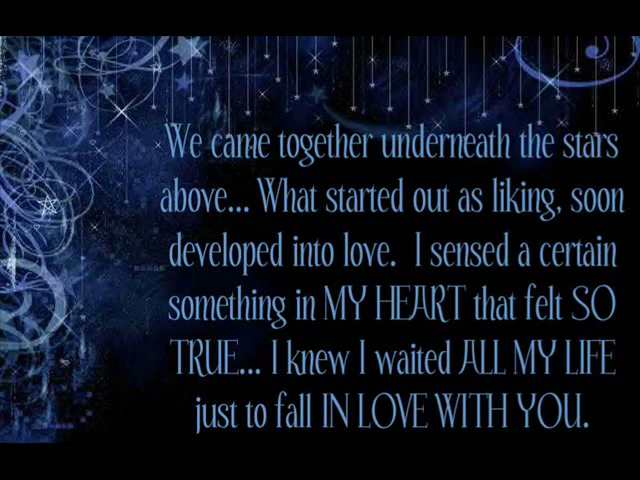 We came together underneath the stars
above... What started out as liking, soon
developed into love.  I sensed a certain
something in MY HEART that felt SO
TRUE... I knew I waited ALL MY LIFE
just to fall IN LOVE WITH YOU.